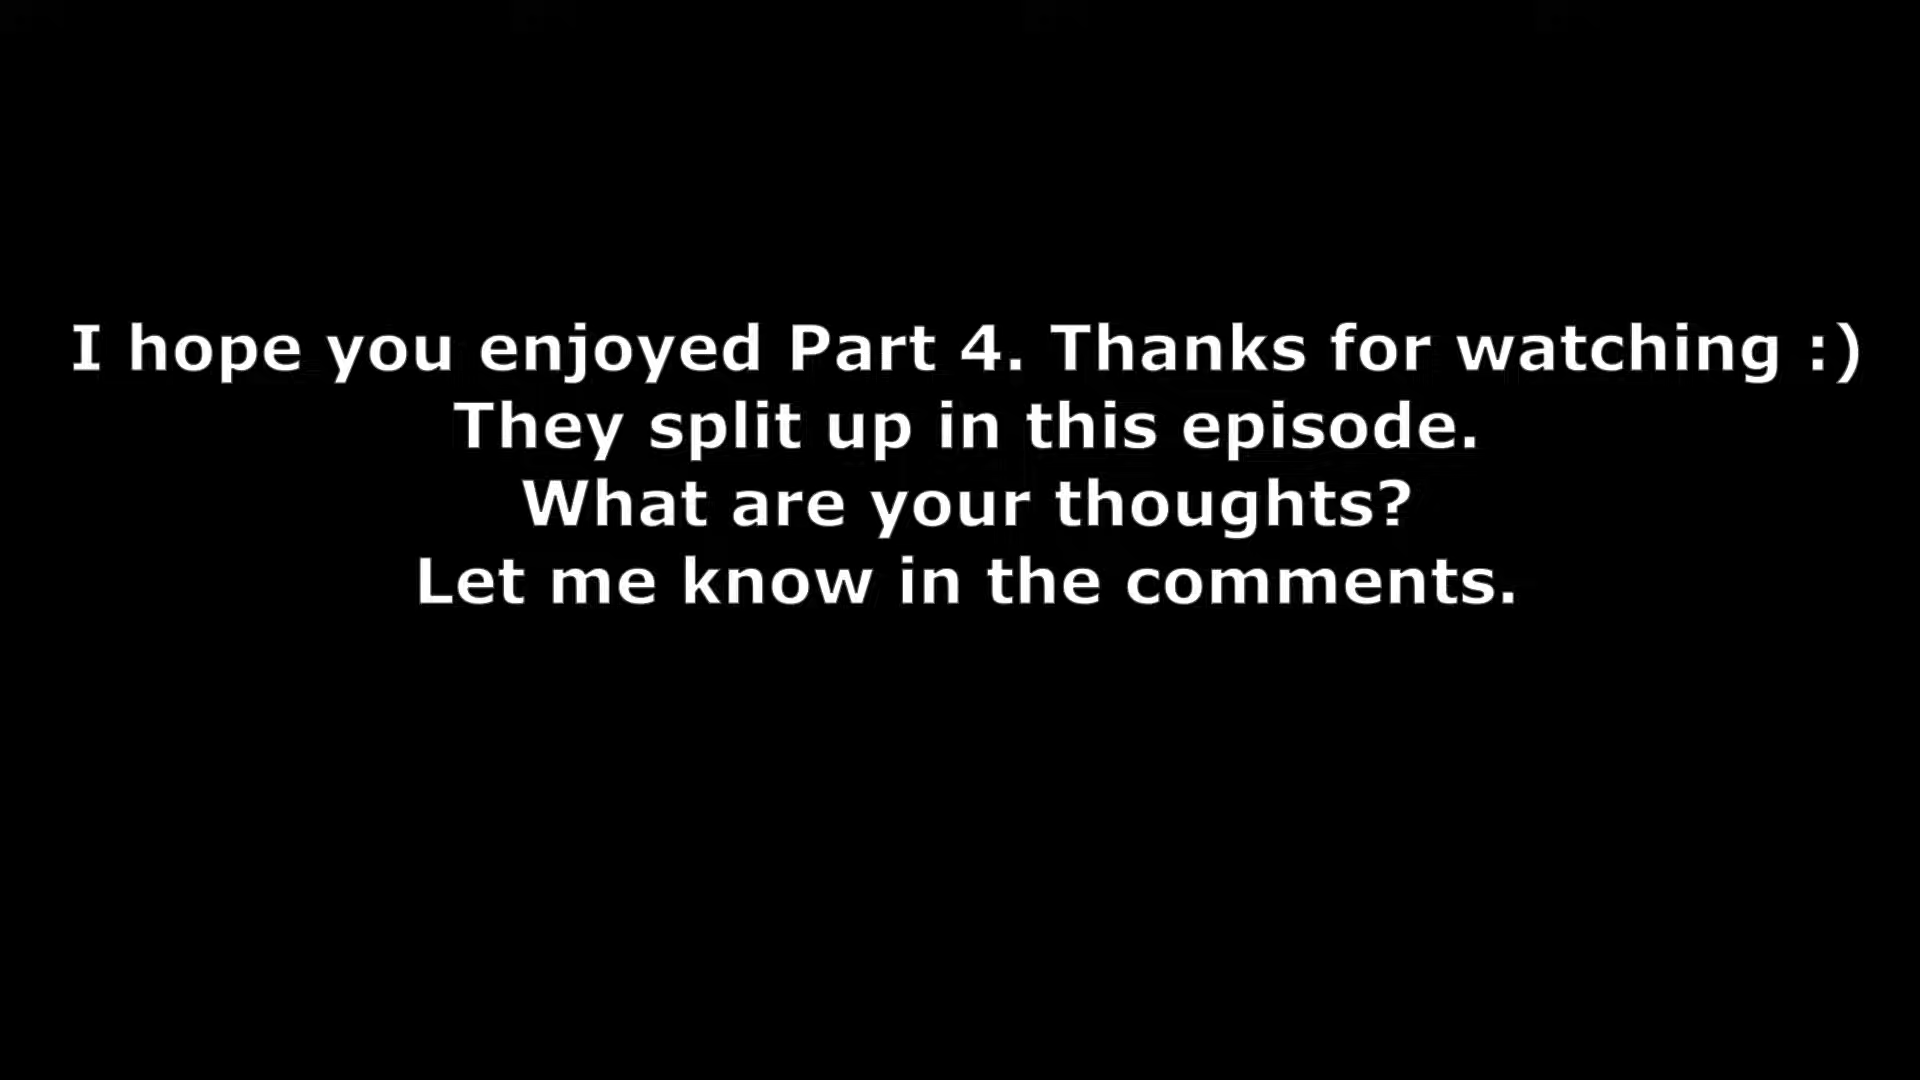 I hope you enjoyed Part 4. Thanks for watching :)
They split up in this episode.
What are your thoughts?
Let me know in the comments.